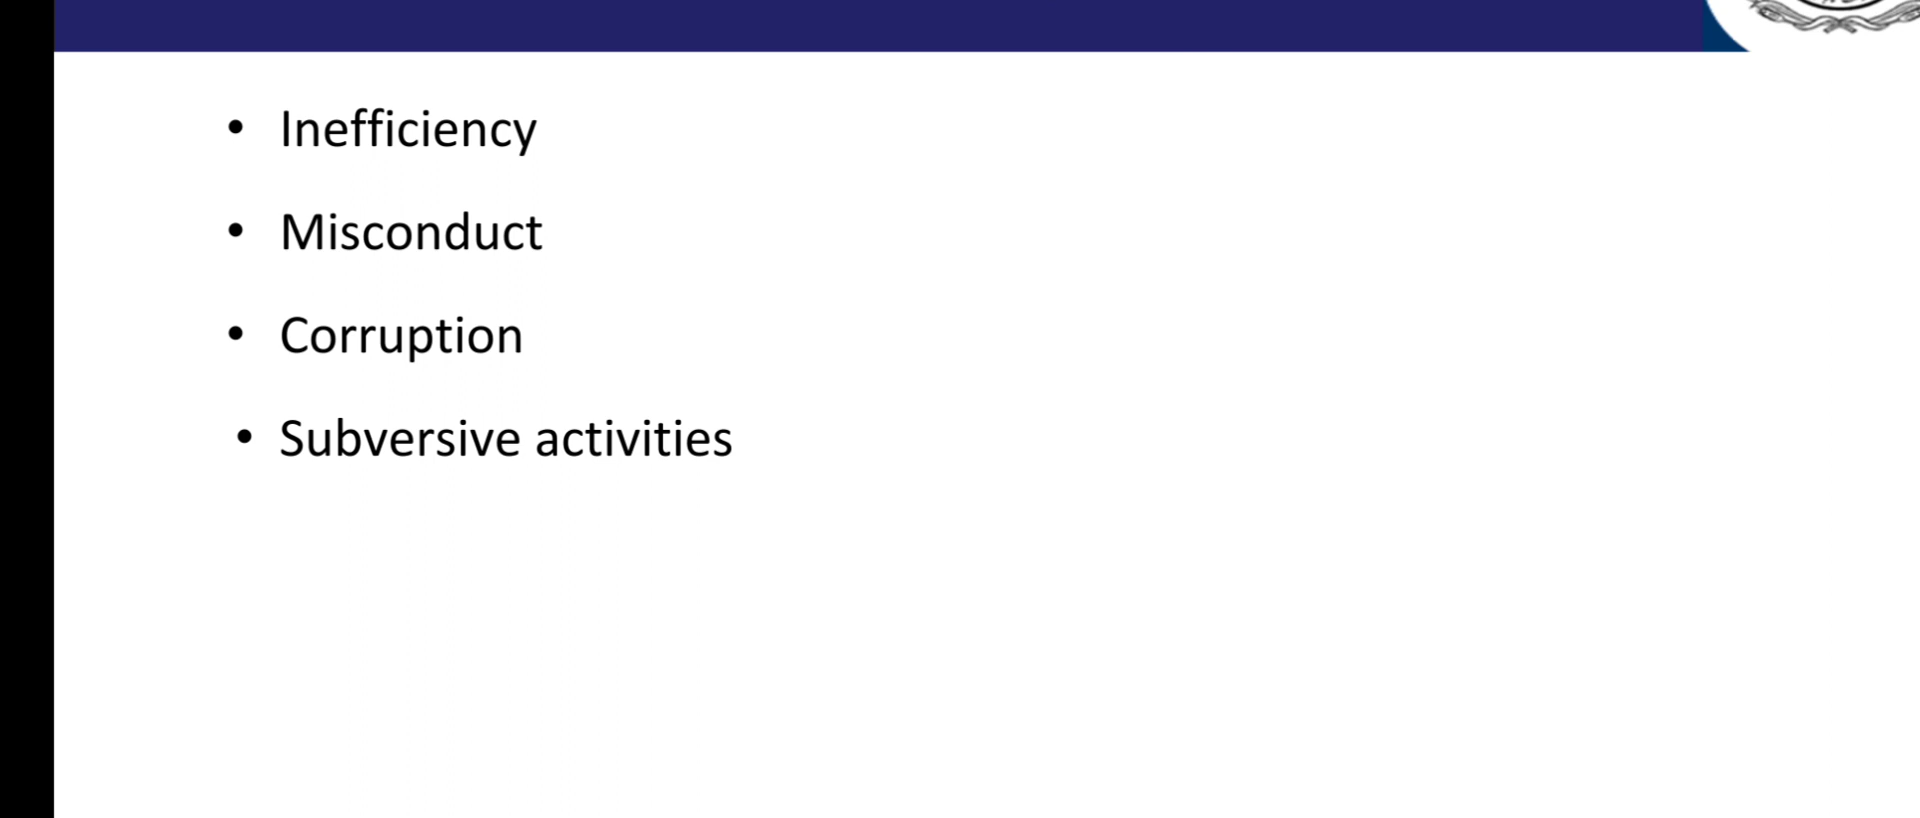 • Inefficiency
• Misconduct
• Corruption
• Subversive activities